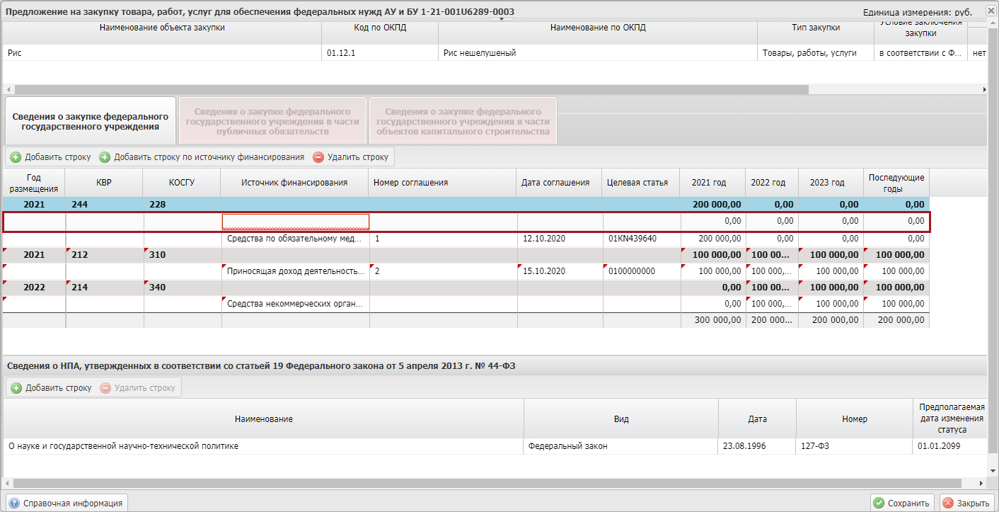 Предложение на закупку товара, работ, услуг для обеспечения федеральных нужд АУ и БУ 1-21-001U6289-0003 Единица измерения: руб.
Наименование объекта закупки Код по ОКПД Наименование по ОКПД Тип закупки Условие заключения закупки
Рис 01.12.1 Рис нешелушеный Товары, работы, услуги в соответствии с Ф... нет
Сведения о закупке федерального
государственного учреждения
Сведения о закупке федерального
государственного учреждения в части
публичных обязательств
Сведения о закупке федерального
государственного учреждения в части
объектов капитального строительства
Добавить строку Добавить строку по источнику финансирования Удалить строку
Год размещения КВР КОСГУ Источник финансирования Номер соглашения Дата соглашения Целевая статья 2021 год 2022 год 2023 год Последующие годы
2021 244 228 200 000,00 0,00 0,00 0,00
0,00 0,00 0,00 0,00
Средства по обязательному мед... 1 12.10.2020 01KN439640 200 000,00 0,00 0,00 0,00
2021 212 310 100 000,00 100 00... 100 000,00 100 000,00
Приносящая доход деятельность... 2 15.10.2020 0100000000 100 000,00 100 000,... 100 000,00 100 000,00
2022 214 340 0,00 100 00... 100 000,00 100 000,00
Средства некоммерческих орган... 0,00 100 000,... 100 000,00 100 000,00
300 000,00 200 000... 200 000,00 200 000,00
Сведения о НПА, утвержденных в соответствии со статьей 19 Федерального закона от 5 апреля 2013 г. № 44-ФЗ
Добавить строку Удалить строку
Наименование Вид Дата Номер Предполагаемая дата изменения статуса
О науке и государственной научно-технической политике Федеральный закон 23.08.1996 127-ФЗ 01.01.2099
Справочная информация Сохранить Закрыть